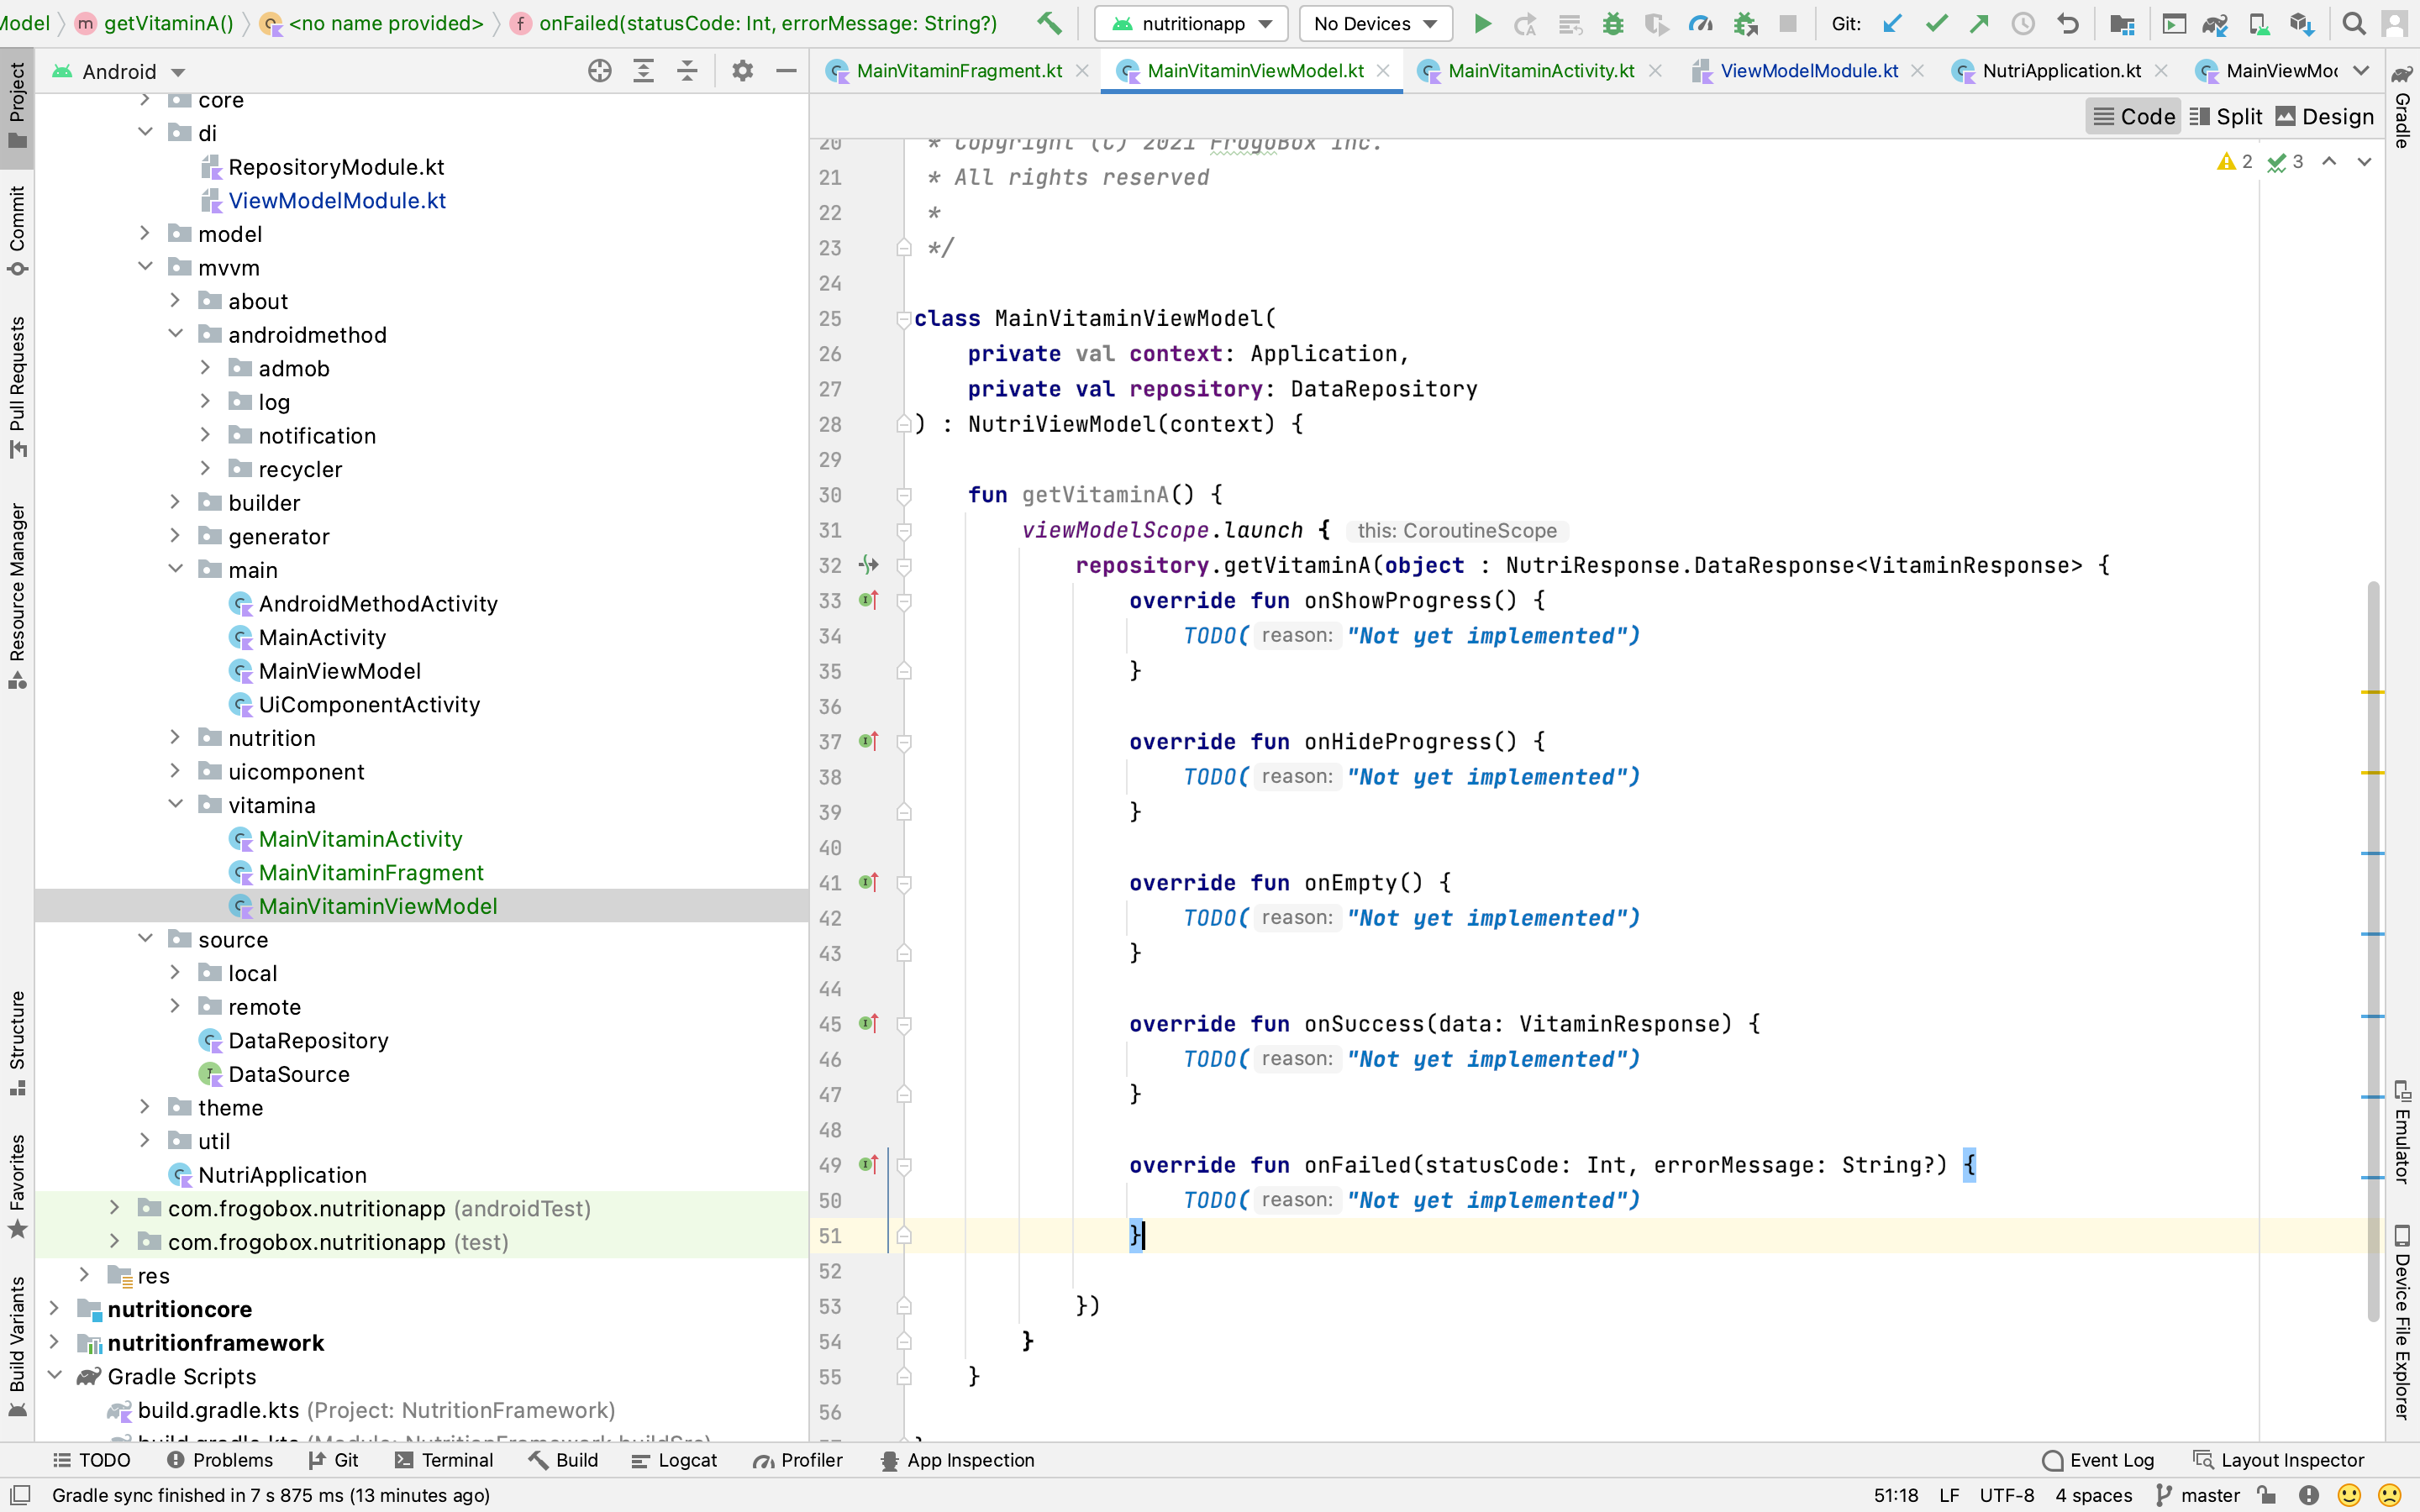 Model getVitaminA() <no name provided> onFailed(statusCode: Int, errorMessage: String?)
nutritionapp No Devices Git:
Android
MainVitaminFragment.kt MainVitaminViewModel.kt MainVitaminActivity.kt ViewModelModule.kt NutriApplication.kt MainViewMo
Code Split Design
2 3
Project
Commit
Pull Requests
Resource Manager
Structure
Favorites
Build Variants
core
di
RepositoryModule.kt
ViewModelModule.kt
model
mvvm
about
androidmethod
admob
log
notification
recycler
builder
generator
main
AndroidMethodActivity
MainActivity
MainViewModel
UiComponentActivity
nutrition
uicomponent
vitamina
MainVitaminActivity
MainVitaminFragment
MainVitaminViewModel
source
local
remote
DataRepository
DataSource
theme
util
NutriApplication
com.frogobox.nutritionapp (androidTest)
com.frogobox.nutritionapp (test)
res
nutritioncore
nutritionframework
Gradle Scripts
build.gradle.kts (Project: NutritionFramework)
build.gradle.kts (Module: NutritionFramework.buildSrc)
20 * Copyright (C) 2021 FrogoBox Inc.
21 * All rights reserved
22 *
23 */
24
25 class MainVitaminViewModel(
26 private val context: Application,
27 private val repository: DataRepository
28 ) : NutriViewModel(context) {
29
30 fun getVitaminA() {
31 viewModelScope.launch { this: CoroutineScope
32 repository.getVitaminA(object : NutriResponse.DataResponse<VitaminResponse> {
33 override fun onShowProgress() {
34 TODO( reason: "Not yet implemented")
35 }
36
37 override fun onHideProgress() {
38 TODO( reason: "Not yet implemented")
39 }
40
41 override fun onEmpty() {
42 TODO( reason: "Not yet implemented")
43 }
44
45 override fun onSuccess(data: VitaminResponse) {
46 TODO( reason: "Not yet implemented")
47 }
48
49 override fun onFailed(statusCode: Int, errorMessage: String?) {
50 TODO( reason: "Not yet implemented")
51 }
52
53 })
54 }
55 }
56
Gradle
Emulator
Device File Explorer
TODO Problems Git Terminal Build Logcat Profiler App Inspection Event Log Layout Inspector
Gradle sync finished in 7 s 875 ms (13 minutes ago) 51:18 LF UTF-8 4 spaces master